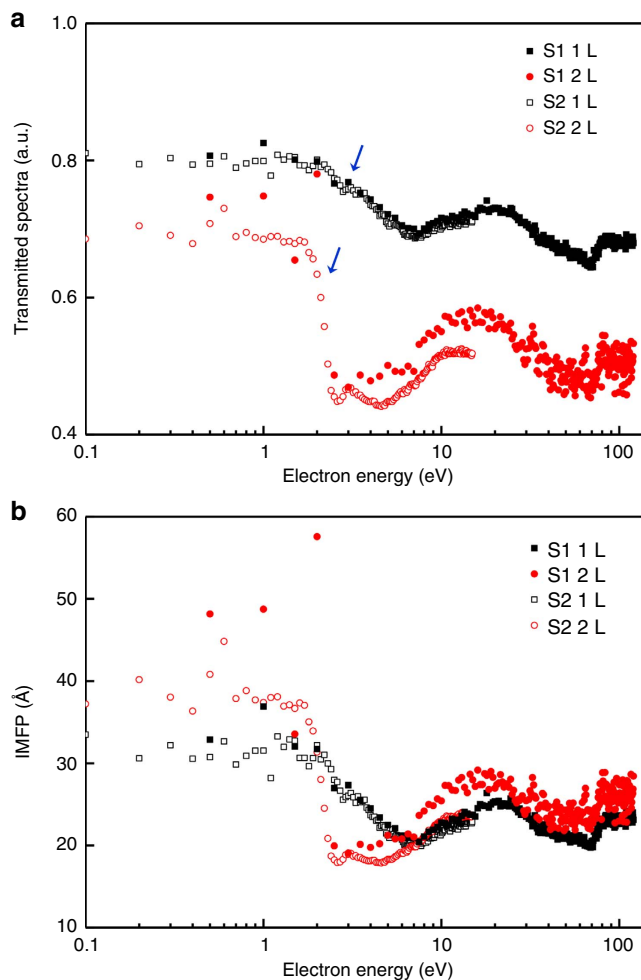 a
1.0
0.8
0.6
0.4
Transmitted spectra (a.u.)
S1 1 L
S1 2 L
S2 1 L
S2 2 L
0.1
1
10
100
Electron energy (eV)
b
60
50
40
30
20
10
IMFP (Å)
S1 1 L
S1 2 L
S2 1 L
S2 2 L
0.1
1
10
100
Electron energy (eV)